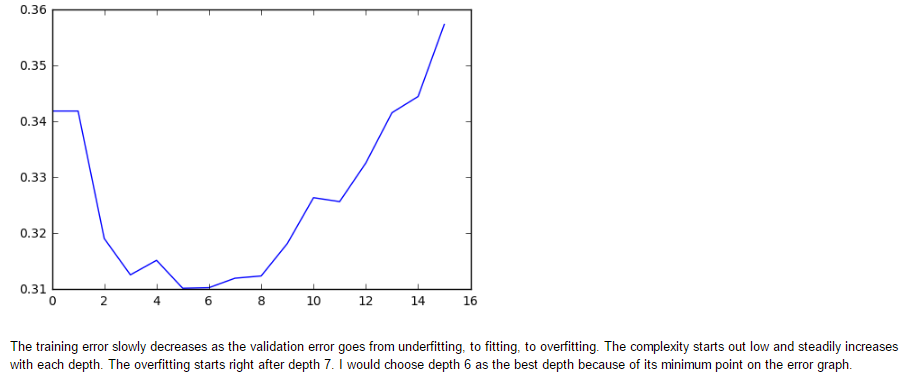 0.36
0.35
0.34
0.33
0.32
0.31
0 2 4 6 8 10 12 14 16
The training error slowly decreases as the validation error goes from underfitting, to fitting, to overfitting. The complexity starts out low and steadily increases
with each depth. The overfitting starts right after depth 7. I would choose depth 6 as the best depth because of its minimum point on the error graph.